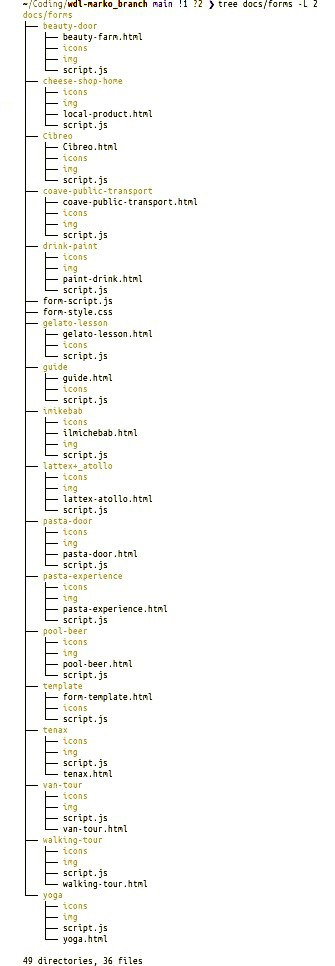 ~/Coding/wdl-marko_branch main !1 ?2 ❯ tree docs/forms -L 2
docs/forms
├── beauty-door
│   ├── beauty-farm.html
│   ├── icons
│   ├── img
│   └── script.js
├── cheese-shop-home
│   ├── icons
│   ├── img
│   ├── local-product.html
│   └── script.js
├── Cibreo
│   ├── Cibreo.html
│   ├── icons
│   ├── img
│   └── script.js
├── coave-public-transport
│   ├── coave-public-transport.html
│   ├── icons
│   ├── img
│   └── script.js
├── drink-paint
│   ├── icons
│   ├── img
│   ├── paint-drink.html
│   └── script.js
├── form-script.js
├── form-style.css
├── gelato-lesson
│   ├── gelato-lesson.html
│   ├── icons
│   └── script.js
├── guide
│   ├── guide.html
│   ├── icons
│   ├── img
│   └── script.js
├── imikebab
│   ├── icons
│   ├── ilmichebab.html
│   ├── img
│   └── script.js
├── lattex+_atollo
│   ├── icons
│   ├── img
│   ├── lattex-atollo.html
│   └── script.js
├── pasta-door
│   ├── icons
│   ├── img
│   ├── pasta-door.html
│   └── script.js
├── pasta-experience
│   ├── icons
│   ├── img
│   ├── pasta-experience.html
│   └── script.js
├── pool-beer
│   ├── icons
│   ├── img
│   ├── pool-beer.html
│   └── script.js
├── template
│   ├── form-template.html
│   ├── icons
│   └── script.js
├── tenax
│   ├── icons
│   ├── img
│   ├── script.js
│   └── tenax.html
├── van-tour
│   ├── icons
│   ├── img
│   ├── script.js
│   └── van-tour.html
├── walking-tour
│   ├── icons
│   ├── img
│   ├── script.js
│   └── walking-tour.html
└── yoga
    ├── icons
    ├── img
    ├── script.js
    └── yoga.html
49 directories, 36 files